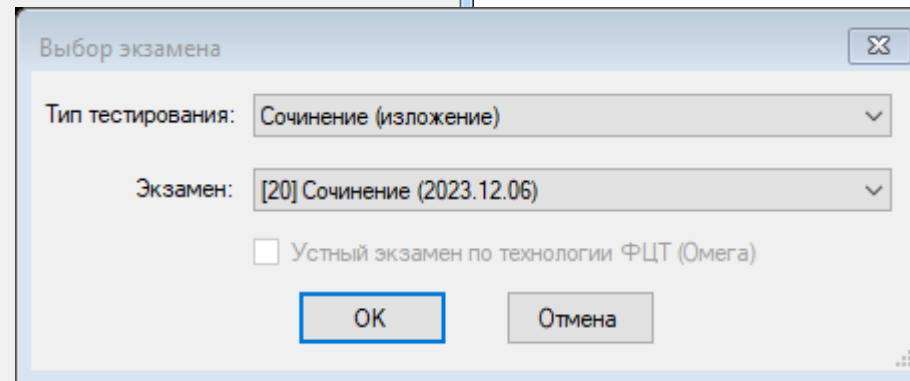 Выбор экзамена
Тип тестирования: Сочинение (изложение)
Экзамен: [20] Сочинение (2023.12.06)
Устный экзамен по технологии ФЦТ (Омега)
OK Отмена